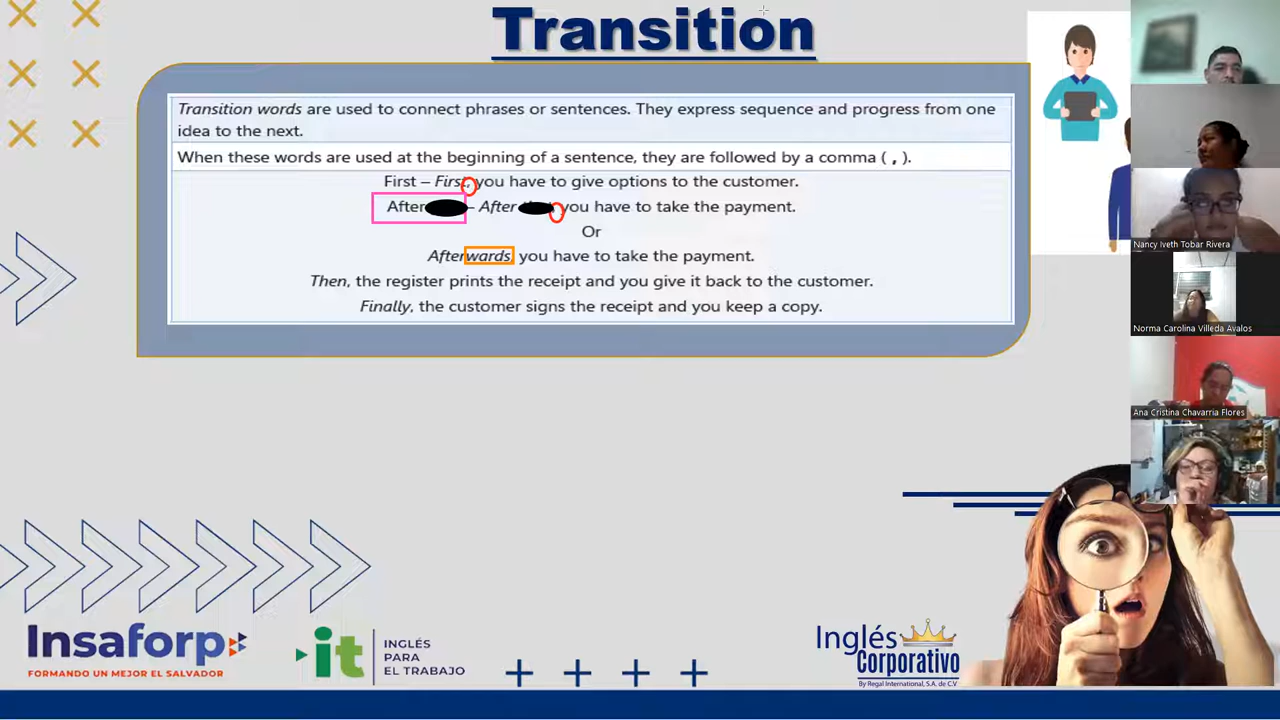 Transition
Transition words are used to connect phrases or sentences. They express sequence and progress from one
idea to the next.
When these words are used at the beginning of a sentence, they are followed by a comma ( , ).
First – First, you have to give options to the customer.
After – After you have to take the payment.
Or
Afterwards, you have to take the payment.
Then, the register prints the receipt and you give it back to the customer.
Finally, the customer signs the receipt and you keep a copy.
Nancy Iveth Tobar Rivera
Norma Carolina Villeda Avalos
Ana Cristina Chavarria Flores
Insaforp
FORMANDO UN MEJOR EL SALVADOR
it
INGLÉS
PARA
EL TRABAJO
Inglés
Corporativo
By Regal International, S.A. de C.V